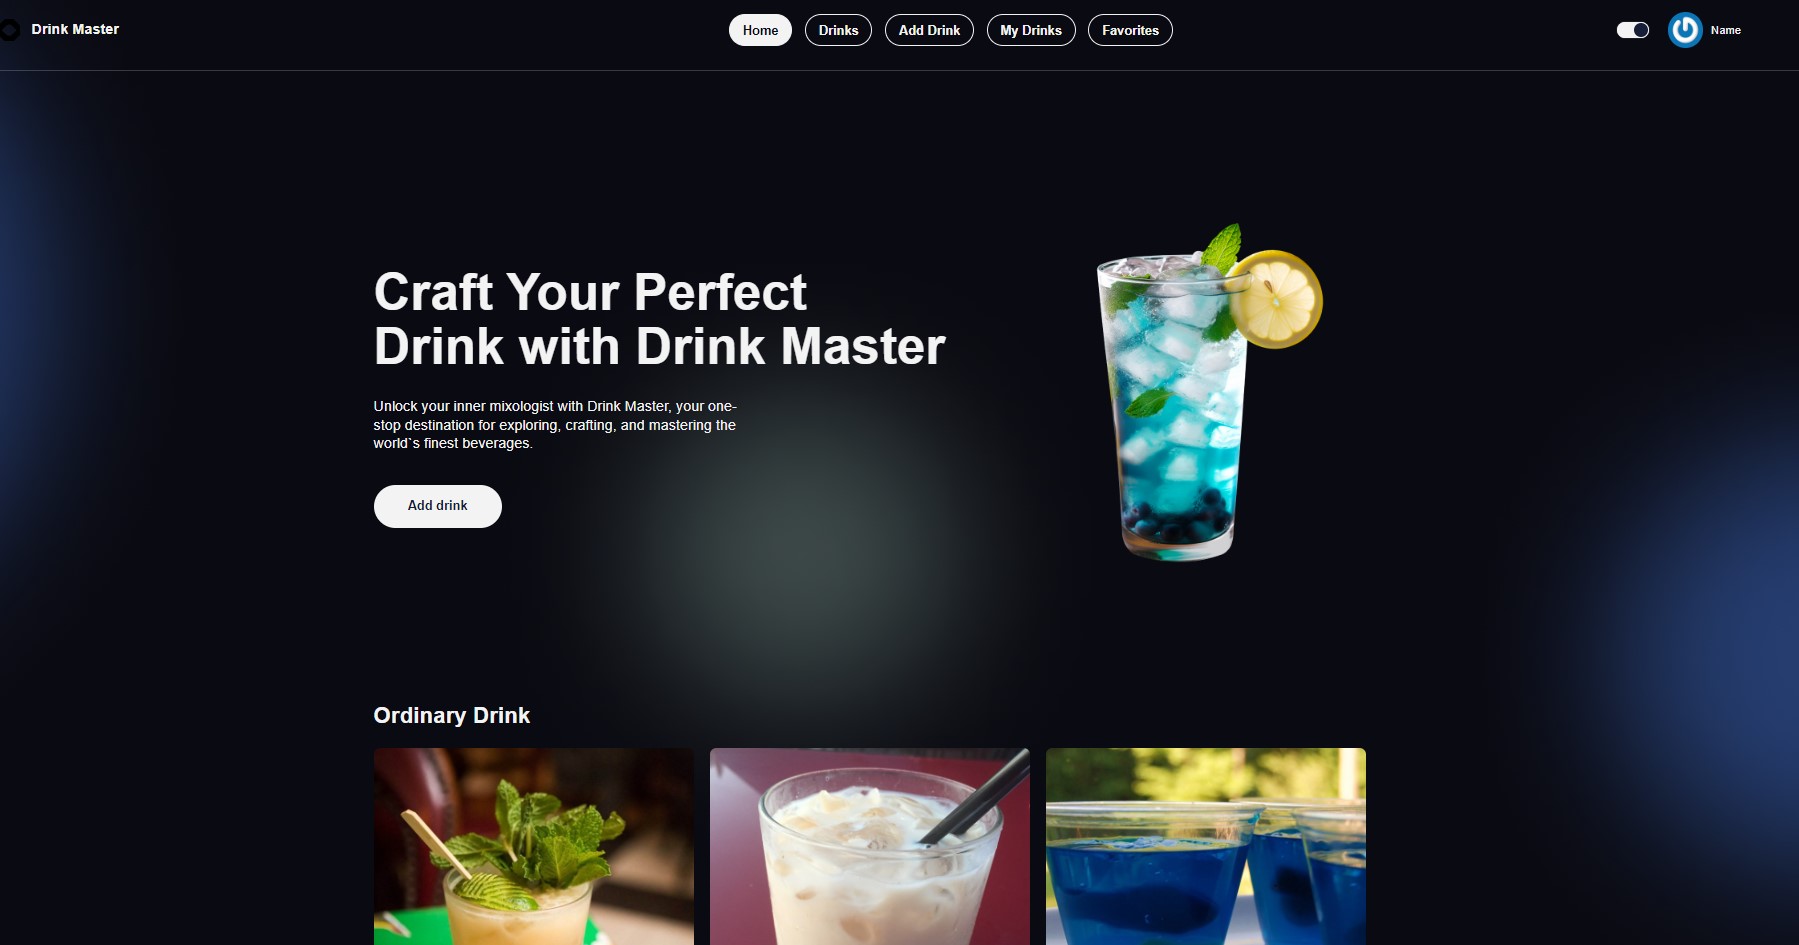 Drink Master
Home
Drinks
Add Drink
My Drinks
Favorites
Name
Craft Your Perfect
Drink with Drink Master
Unlock your inner mixologist with Drink Master, your one-
stop destination for exploring, crafting, and mastering the
world`s finest beverages.
Add drink
Ordinary Drink